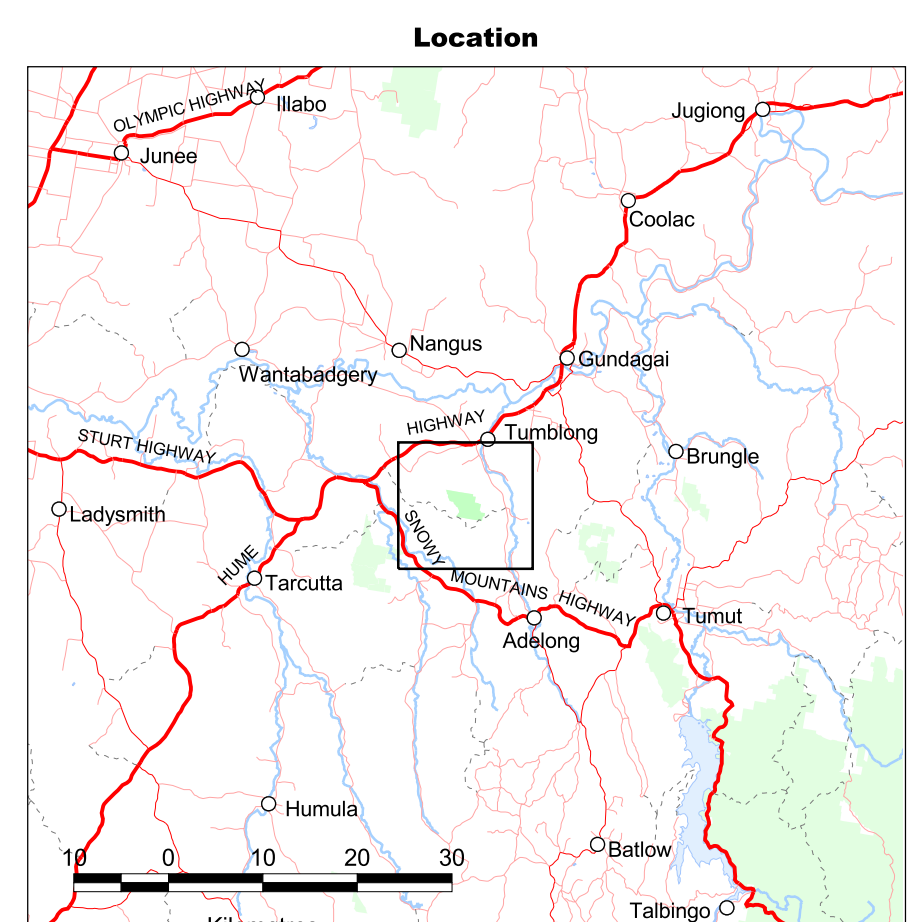 Location
OLYMPIC HIGHWAY
Illabo
Jugiong
Junee
Coolac
Nangus
Gundagai
Wantabadgery
HIGHWAY
Tumblong
STURT HIGHWAY
Brungle
Ladysmith
SNOWY
HUME
Tarcutta
MOUNTAINS HIGHWAY
Tumut
Adelong
Humula
Batlow
10 0 10 20 30
Talbingo
Kilometres